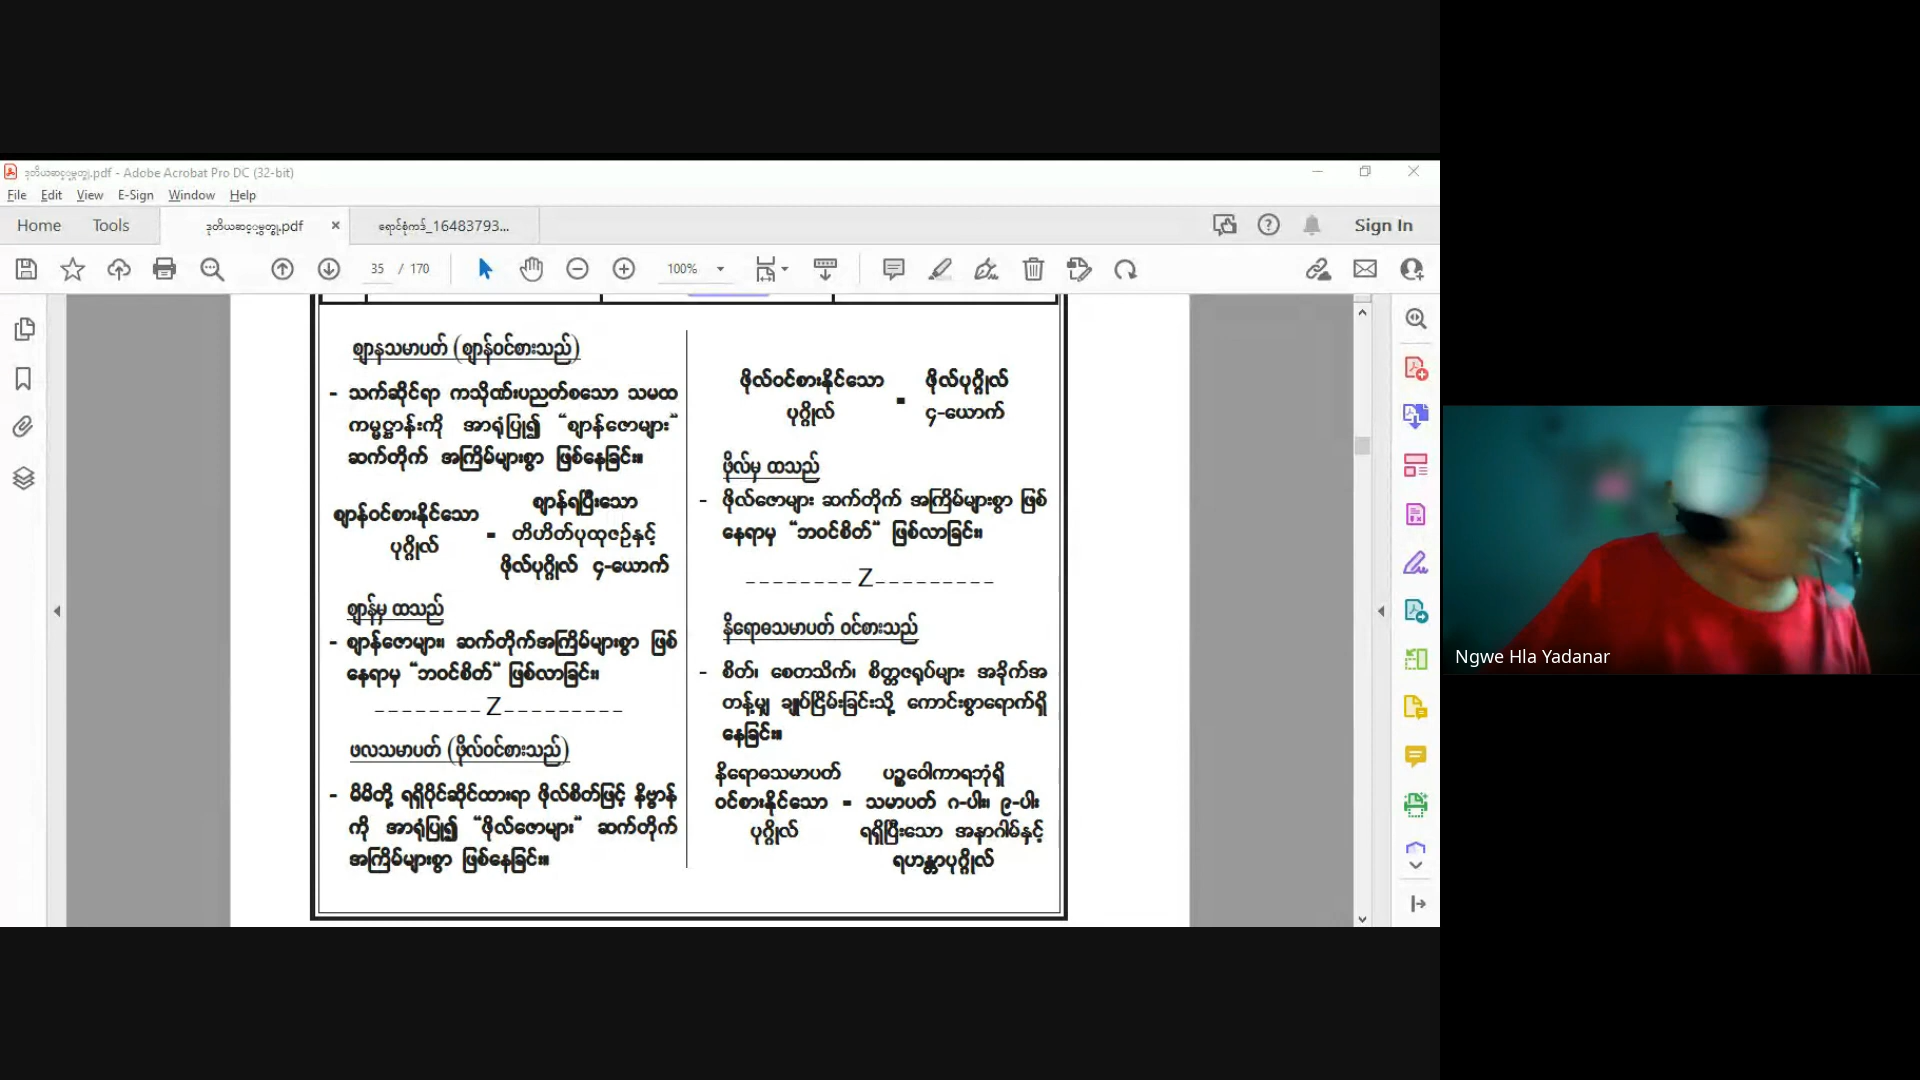 ဒုတိယဆင့်မှတ်စု.pdf - Adobe Acrobat Pro DC (32-bit)
File Edit View E-Sign Window Help
Home Tools ဒုတိယဆင့်မှတ်စု.pdf × ရောင်စုံကဒ်_16483793... Sign In
35 / 170 100%
ဈာနသမာပတ် (ဈာန်ဝင်စားသည်)
- သက်ဆိုင်ရာ ကသိုဏ်းပညတ်စသော သမထ
ကမ္မဋ္ဌာန်းကို အာရုံပြု၍ “ဈာန်ဇောများ”
ဆက်တိုက် အကြိမ်များစွာ ဖြစ်နေခြင်း။
ဈာန်ဝင်စားနိုင်သော ပုဂ္ဂိုလ် - ဈာန်ရပြီးသော
တိဟိတ်ပုထုဇဉ်နှင့်
ဖိုလ်ပုဂ္ဂိုလ် ၄-ယောက်
ဈာန်မှ ထသည်
- ဈာန်ဇောများ ဆက်တိုက်အကြိမ်များစွာ ဖြစ်
နေရာမှ “ဘဝင်စိတ်” ဖြစ်လာခြင်း။
--------Z---------
ဖလသမာပတ် (ဖိုလ်ဝင်စားသည်)
- မိမိတို့ ရရှိပိုင်ဆိုင်ထားရာ ဖိုလ်စိတ်ဖြင့် နိဗ္ဗာန်
ကို အာရုံပြု၍ “ဖိုလ်ဇောများ” ဆက်တိုက်
အကြိမ်များစွာ ဖြစ်နေခြင်း။
ဖိုလ်ဝင်စားနိုင်သော ပုဂ္ဂိုလ် - ဖိုလ်ပုဂ္ဂိုလ်
၄-ယောက်
ဖိုလ်မှ ထသည်
- ဖိုလ်ဇောများ ဆက်တိုက် အကြိမ်များစွာ ဖြစ်
နေရာမှ “ဘဝင်စိတ်” ဖြစ်လာခြင်း။
--------Z---------
နိရောဓသမာပတ် ဝင်စားသည်
- စိတ်၊ စေတသိက်၊ စိတ္တဇရုပ်များ အခိုက်အ
တန့်မျှ ချုပ်ငြိမ်းခြင်းသို့ ကောင်းစွာရောက်ရှိ
နေခြင်း။
နိရောဓသမာပတ် ပဉ္စဝေါကာရဘုံရှိ
ဝင်စားနိုင်သော - သမာပတ် ၈-ပါး၊ ၉-ပါး
ပုဂ္ဂိုလ် ရရှိပြီးသော အနာဂါမ်နှင့်
ရဟန္တာပုဂ္ဂိုလ်
Ngwe Hla Yadanar